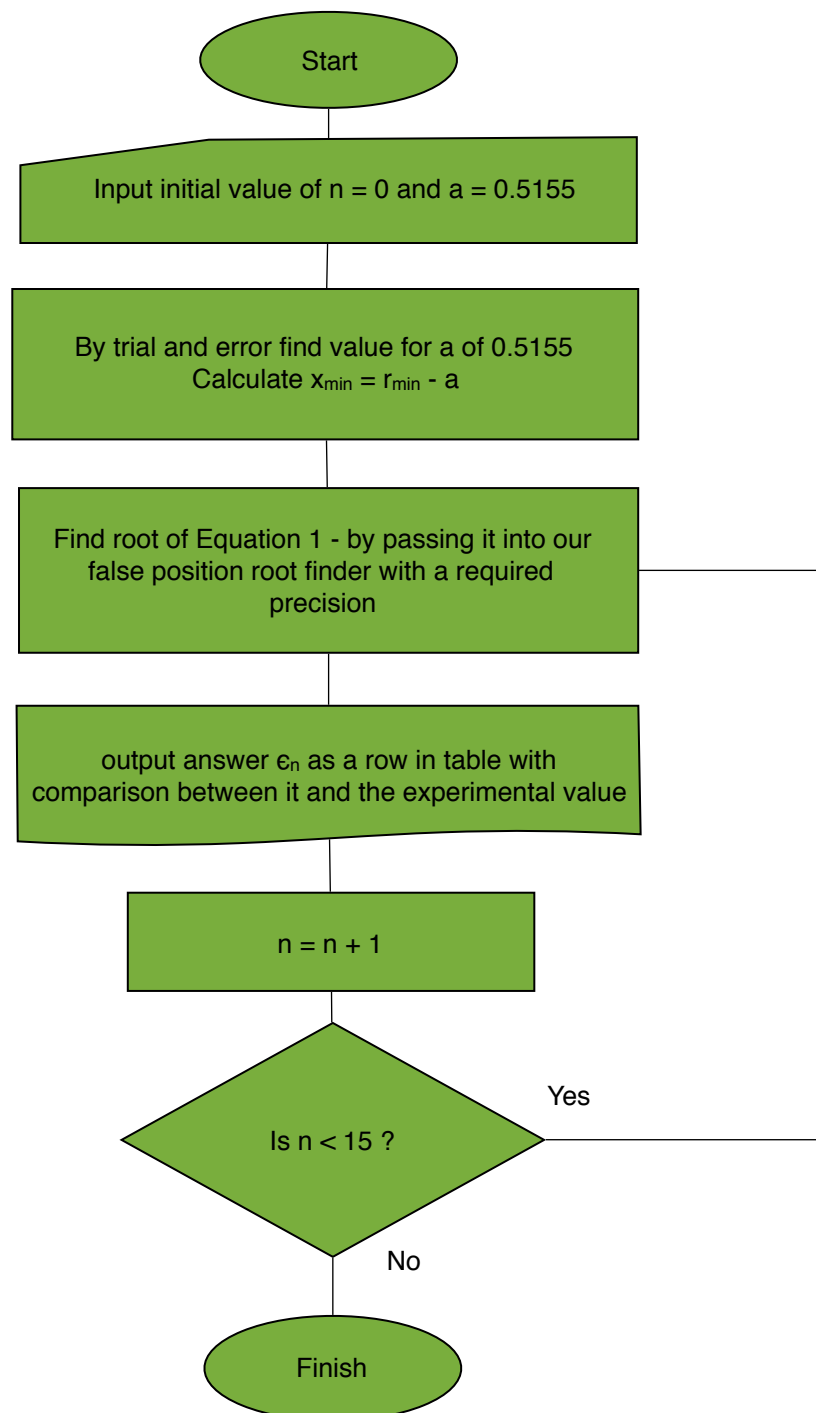 Start
Input initial value of n = 0 and a = 0.5155
By trial and error find value for a of 0.5155
Calculate xmin = rmin - a
Find root of Equation 1 - by passing it into our
false position root finder with a required
precision
output answer єn as a row in table with
comparison between it and the experimental value
n = n + 1
Is n < 15 ?
Yes
No
Finish